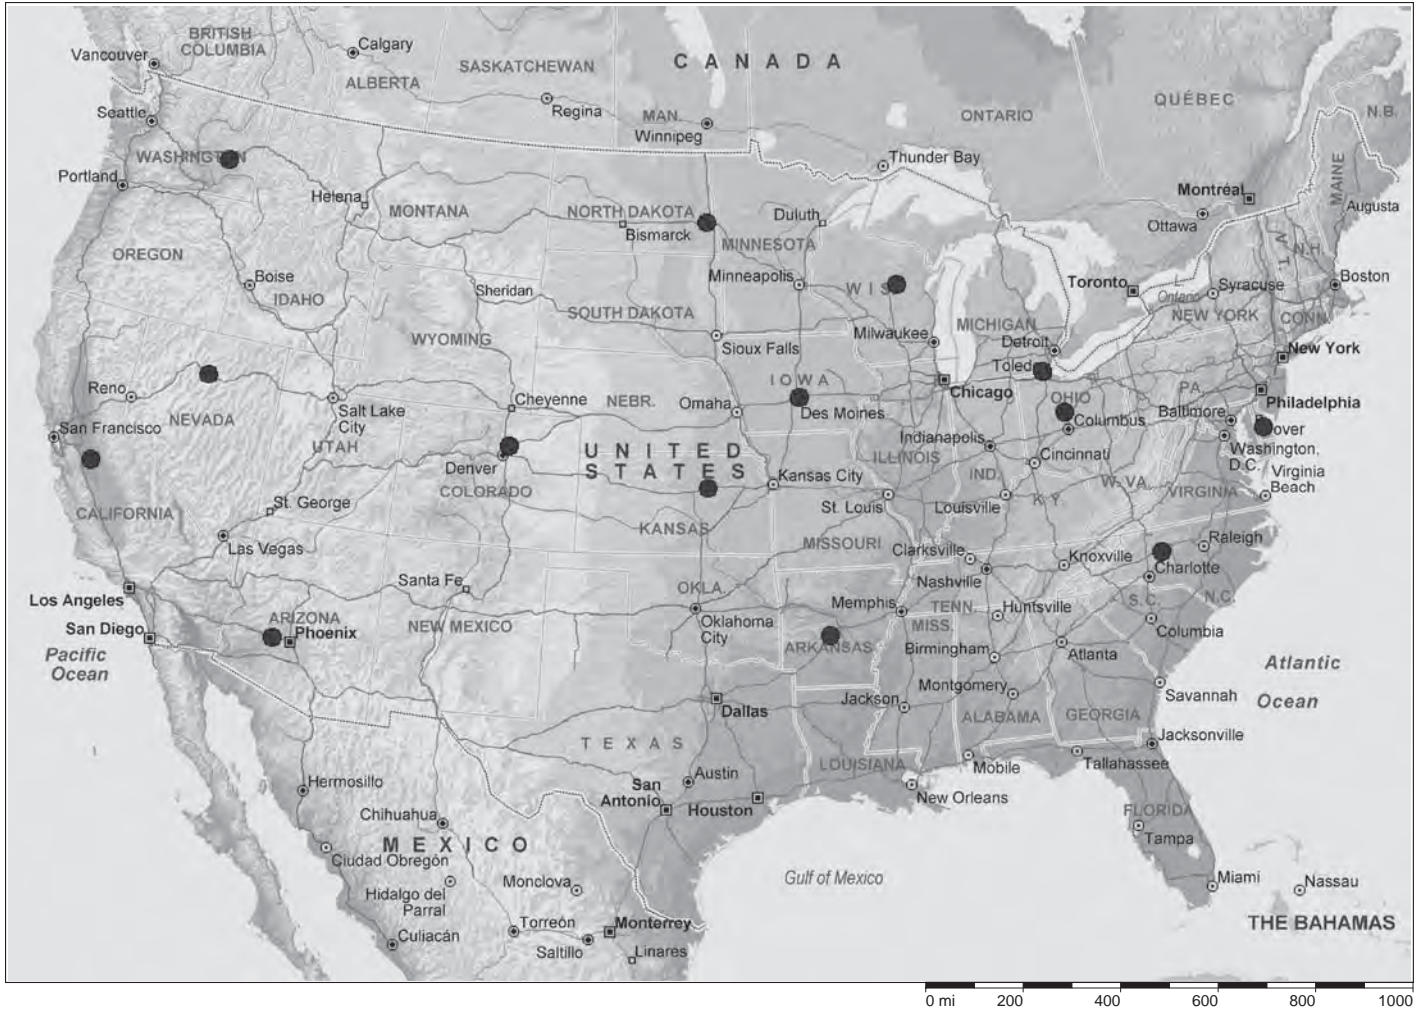 BRITISH
COLUMBIA
Calgary
Vancouver
CANADA
SASKATCHEWAN
ALBERTA
QUÉBEC
Regina
MAN.
Winnipeg
ONTARIO
N.B.
Seattle
WASHINGTON
Thunder Bay
Portland
Helena
MONTANA
NORTH DAKOTA
Bismarck
Duluth
MINNESOTA
Montréal
Ottawa
MAINE
Augusta
OREGON
Boise
IDAHO
Sheridan
Minneapolis
WIS
Toronto
L.
Ontario
Syracuse
NEW YORK
V.T.
N.H.
Boston
CONN.
SOUTH DAKOTA
WYOMING
Sioux Falls
Milwaukee
MICHIGAN
Detroit
Toled
New York
Reno
NEVADA
Salt Lake
City
UTAH
Cheyenne
NEBR.
Omaha
IOWA
Des Moines
Chicago
OHIO
Columbus
PA.
Philadelphia
Baltimore
over
Washington,
D.C.
San Francisco
Denver
COLORADO
UNITED
STATES
Kansas City
Indianapolis
ILLINOIS
IND.
Cincinnati
W. VA.
VIRGINIA
Virginia
Beach
CALIFORNIA
St. George
Las Vegas
KANSAS
St. Louis
MISSOURI
Louisville
K.Y.
Clarksville
Nashville
Knoxville
Raleigh
Charlotte
Los Angeles
San Diego
Pacific
Ocean
ARIZONA
Phoenix
Santa Fe
NEW MEXICO
OKLA.
Oklahoma
City
Memphis
ARKANSAS
TENN.
MISS.
Huntsville
S.C.
N.C.
Columbia
Birmingham
Atlanta
Atlantic
Ocean
Dallas
TEXAS
Jackson
Montgomery
ALABAMA
GEORGIA
Savannah
LOUISIANA
Mobile
Tallahassee
Jacksonville
Austin
San
Antonio
Houston
New Orleans
FLORIDA
Tampa
Hermosillo
Chihuahua
MEXICO
Ciudad Obregón
Hidalgo del
Parral
Monclova
Gulf of Mexico
Miami
Nassau
THE BAHAMAS
Culiacán
Torreón
Saltillo
Monterrey
Linares
0 mi 200 400 600 800 1000